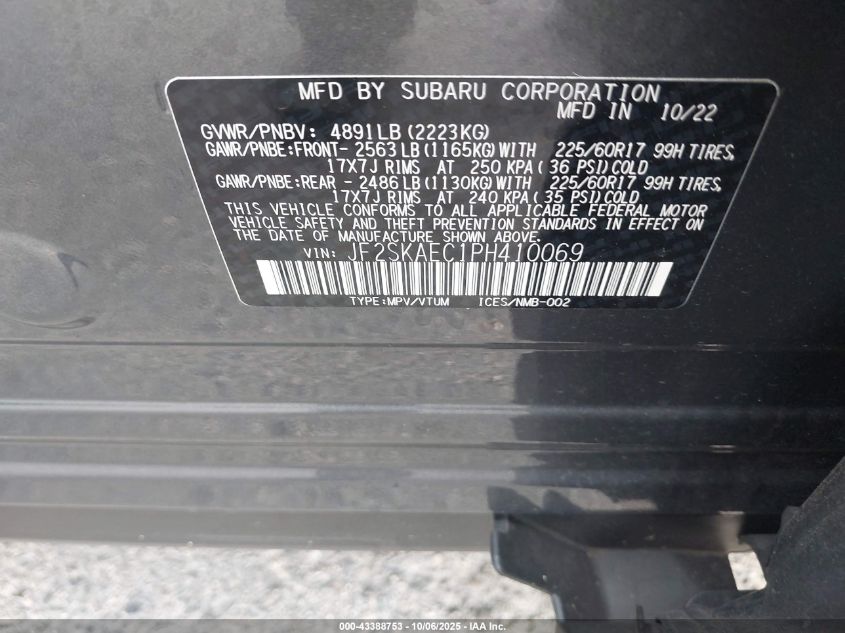 MFD BY SUBARU CORPORATION
MFD IN 10/22
GVWR/PNBV: 4891LB(2223KG)
GAWR/PNBE:FRONT- 2563LB(1165KG)WITH 225/60R17 99H TIRES,
17X7J RIMS AT 250 KPA( 36 PSI)COLD
GAWR/PNBE:REAR - 2486LB(1130KG)WITH 225/60R17 99H TIRES,
17X7J RIMS AT 240 KPA( 35 PSI)COLD
THIS VEHICLE CONFORMS TO ALL APPLICABLE FEDERAL MOTOR
VEHICLE SAFETY AND THEFT PREVENTION STANDARDS IN EFFECT ON
THE DATE OF MANUFACTURE SHOWN ABOVE.
VIN: JF2SKAEC1PH410069
TYPE:MPV/VTUM ICES/NMB-002
000-43388753 - 10/06/2025 - IAA Inc.